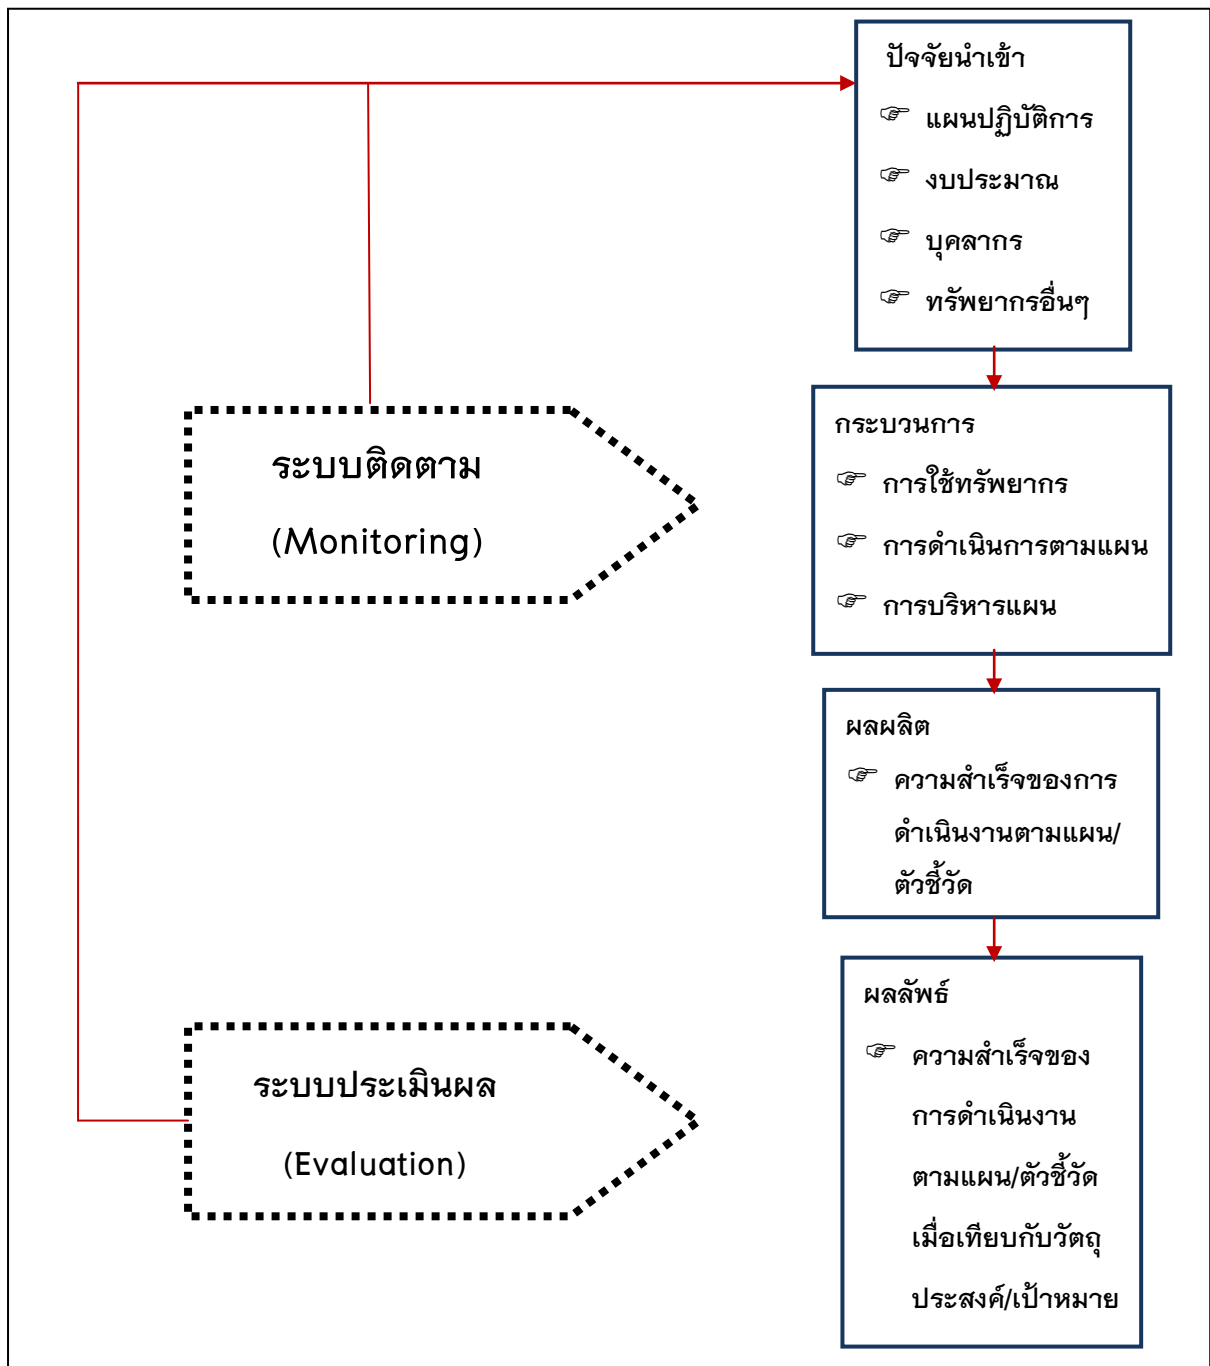 ปัจจัยนำเข้า
☞ แผนปฏิบัติการ
☞ งบประมาณ
☞ บุคลากร
☞ ทรัพยากรอื่นๆ
ระบบติดตาม
(Monitoring)
กระบวนการ
☞ การใช้ทรัพยากร
☞ การดำเนินการตามแผน
☞ การบริหารแผน
ผลผลิต
☞ ความสำเร็จของการ
ดำเนินงานตามแผน/
ตัวชี้วัด
ระบบประเมินผล
(Evaluation)
ผลลัพธ์
☞ ความสำเร็จของ
การดำเนินงาน
ตามแผน/ตัวชี้วัด
เมื่อเทียบกับวัตถุ
ประสงค์/เป้าหมาย